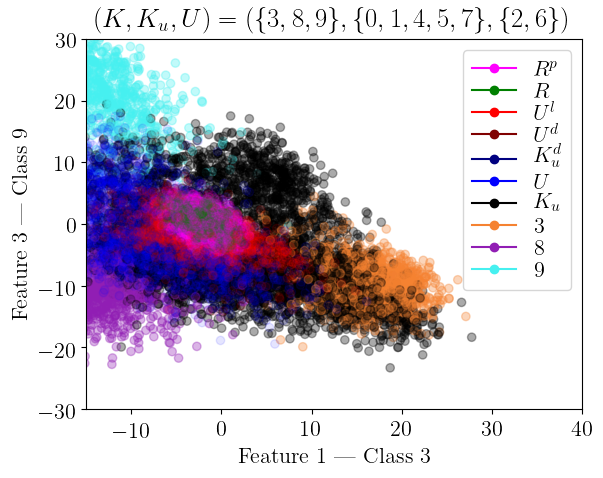 (K, K_u, U) = ({3, 8, 9}, {0, 1, 4, 5, 7}, {2, 6})
30
20
10
0
−10
−20
−30
Feature 3 — Class 9
R^p
R
U^l
U^d
K_u^d
U
K_u
3
8
9
−10
0
10
20
30
40
Feature 1 — Class 3